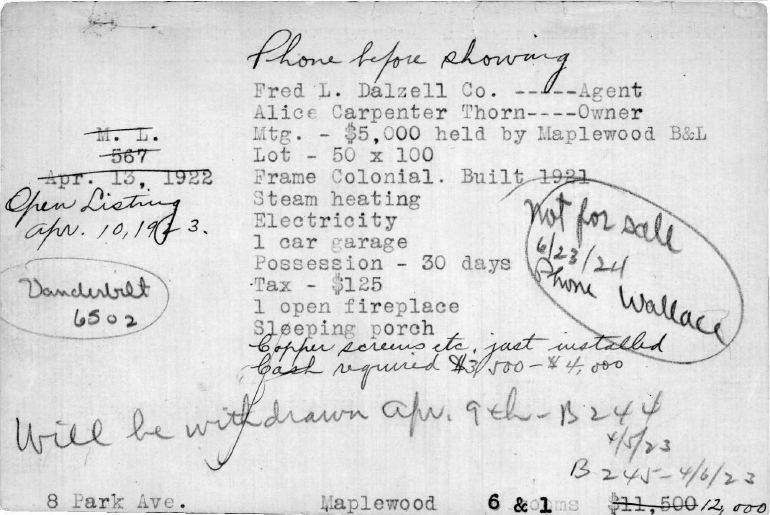 Phone before showing
Fred L. Dalzell Co. -----Agent
Alice Carpenter Thorn----Owner
Mtg. - $5,000 held by Maplewood B&L
M. L.
567
Apr. 13, 1922
Lot - 50 x 100
Frame Colonial. Built 1921
Steam heating
Electricity
1 car garage
Possession - 30 days
Tax - $125
1 open fireplace
Sleeping porch
Open Listing
Apr. 10, 1923.
Vanderbilt
6502
Not for sale
6/23/24
Phone Wallace
Copper screens etc. just installed
Cash required $3,500-$4,000
Will be withdrawn Apr. 9th - B244
4/5/23
B245-4/6/23
8 Park Ave. Maplewood 6 & 1 $11,500 12,000